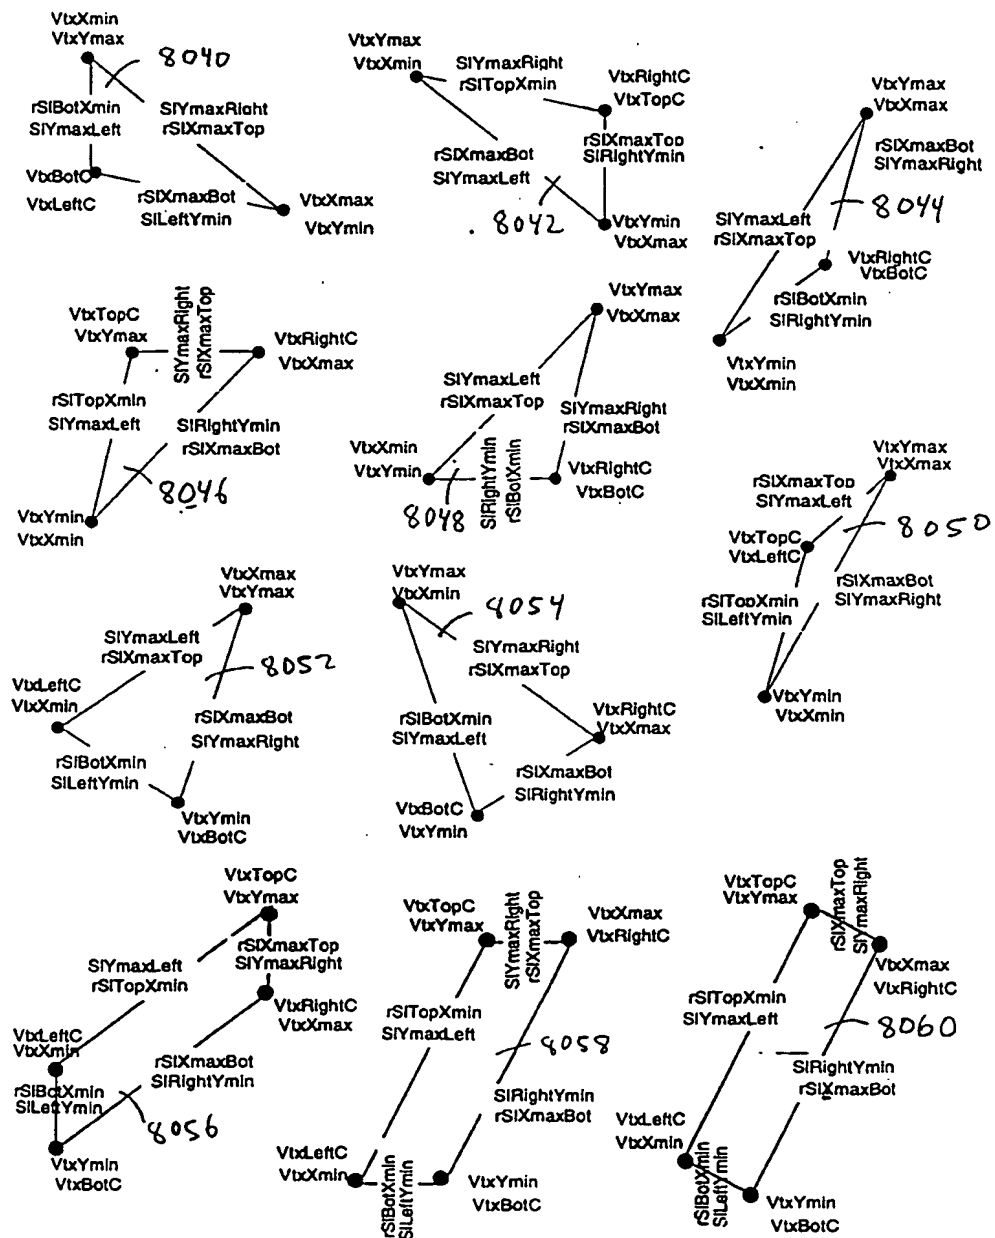 VtxXmin
VtxYmax
8040
rSlBotXmin
SlYmaxLeft
SlYmaxRight
rSlXmaxTop
VtxBotC
VtxLeftC
rSlXmaxBot
SlLeftYmin
VtxXmax
VtxYmin
VtxYmax
VtxXmin
SlYmaxRight
rSlTopXmin
VtxRightC
VtxTopC
rSlXmaxTop
SlRightYmin
rSlXmaxBot
SlYmaxLeft
8042
VtxYmin
VtxXmax
VtxYmax
VtxXmax
rSlXmaxBot
SlYmaxRight
8044
SlYmaxLeft
rSlXmaxTop
VtxRightC
VtxBotC
rSlBotXmin
SlRightYmin
VtxYmin
VtxXmin
VtxTopC
VtxYmax
SlYmaxRight
rSlXmaxTop
VtxRightC
VtxXmax
rSlTopXmin
SlYmaxLeft
SlRightYmin
rSlXmaxBot
8046
VtxYmin
VtxXmin
VtxYmax
VtxXmax
SlYmaxLeft
rSlXmaxTop
SlYmaxRight
rSlXmaxBot
VtxXmin
VtxYmin
8048
SlRightYmin
rSlBotXmin
VtxRightC
VtxBotC
VtxYmax
VtxXmax
rSlXmaxTop
SlYmaxLeft
8050
VtxTopC
VtxLeftC
rSlXmaxBot
SlYmaxRight
rSlTopXmin
SlLeftYmin
VtxYmin
VtxXmin
VtxXmax
VtxYmax
SlYmaxLeft
rSlXmaxTop
8052
VtxLeftC
VtxXmin
rSlXmaxBot
SlYmaxRight
rSlBotXmin
SlLeftYmin
VtxYmin
VtxBotC
VtxYmax
VtxXmin
8054
SlYmaxRight
rSlXmaxTop
rSlBotXmin
SlYmaxLeft
VtxRightC
VtxXmax
rSlXmaxBot
SlRightYmin
VtxBotC
VtxYmin
VtxTopC
VtxYmax
rSlXmaxTop
SlYmaxRight
SlYmaxLeft
rSlTopXmin
VtxRightC
VtxXmax
VtxLeftC
VtxXmin
rSlXmaxBot
SlRightYmin
rSlBotXmin
SlLeftYmin
8056
VtxYmin
VtxBotC
VtxTopC
VtxYmax
SlYmaxRight
rSlXmaxTop
VtxXmax
VtxRightC
rSlTopXmin
SlYmaxLeft
8058
SlRightYmin
rSlXmaxBot
VtxLeftC
VtxXmin
rSlBotXmin
SlLeftYmin
VtxYmin
VtxBotC
VtxTopC
VtxYmax
rSlXmaxTop
SlYmaxRight
VtxXmax
VtxRightC
rSlTopXmin
SlYmaxLeft
8060
SlRightYmin
rSlXmaxBot
VtxLeftC
VtxXmin
rSlBotXmin
SlLeftYmin
VtxYmin
VtxBotC